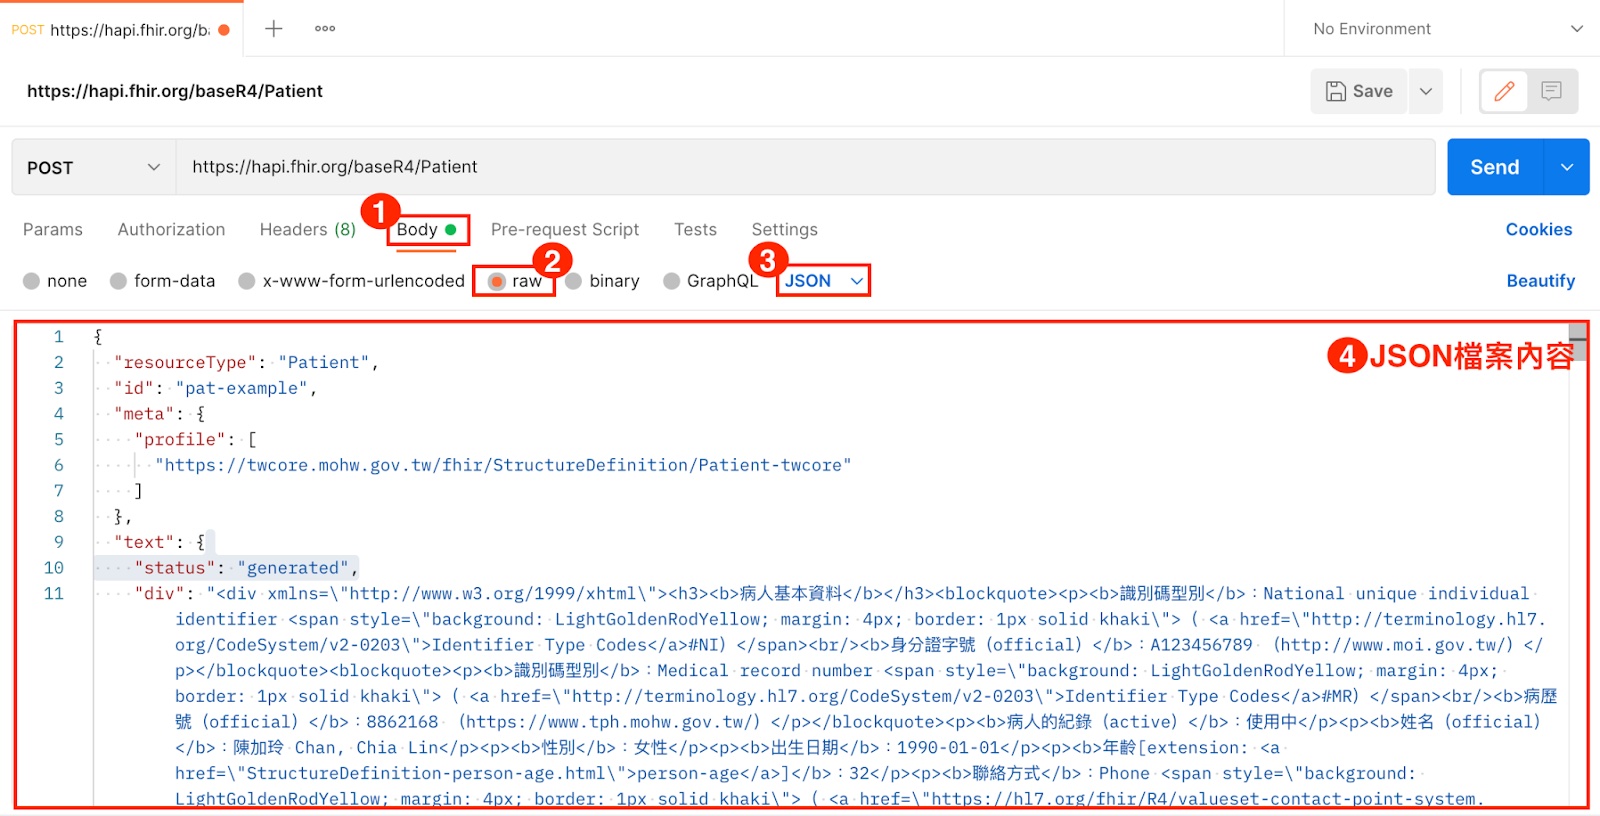 POST https://hapi.fhir.org/ba
No Environment
https://hapi.fhir.org/baseR4/Patient
Save
POST
https://hapi.fhir.org/baseR4/Patient
Send
Params Authorization Headers (8) 1 Body Pre-request Script Tests Settings Cookies
none form-data x-www-form-urlencoded 2 raw binary GraphQL 3 JSON Beautify
4 JSON檔案內容
1 {
2 "resourceType": "Patient",
3 "id": "pat-example",
4 "meta": {
5 "profile": [
6 "https://twcore.mohw.gov.tw/fhir/StructureDefinition/Patient-twcore"
7 ]
8 },
9 "text": {
10 "status": "generated",
11 "div": "<div xmlns=\"http://www.w3.org/1999/xhtml\"><h3><b>病人基本資料</b></h3><blockquote><p><b>識別碼型別</b>：National unique individual
identifier <span style=\"background: LightGoldenRodYellow; margin: 4px; border: 1px solid khaki\">（ <a href=\"http://terminology.hl7.
org/CodeSystem/v2-0203\">Identifier Type Codes</a>#NI）</span><br/><b>身分證字號（official）</b>：A123456789 （http://www.moi.gov.tw/）</
p></blockquote><blockquote><p><b>識別碼型別</b>：Medical record number <span style=\"background: LightGoldenRodYellow; margin: 4px;
border: 1px solid khaki\">（ <a href=\"http://terminology.hl7.org/CodeSystem/v2-0203\">Identifier Type Codes</a>#MR）</span><br/><b>病歷
號（official）</b>：8862168 （https://www.tph.mohw.gov.tw/）</p></blockquote><p><b>病人的紀錄（active）</b>：使用中</p><p><b>姓名（official）
</b>：陳加玲 Chan, Chia Lin</p><p><b>性別</b>：女性</p><p><b>出生日期</b>：1990-01-01</p><p><b>年齡[extension: <a
href=\"StructureDefinition-person-age.html\">person-age</a>]</b>：32</p><p><b>聯絡方式</b>：Phone <span style=\"background:
LightGoldenRodYellow; margin: 4px; border: 1px solid khaki\">（ <a href=\"https://hl7.org/fhir/R4/valueset-contact-point-system.